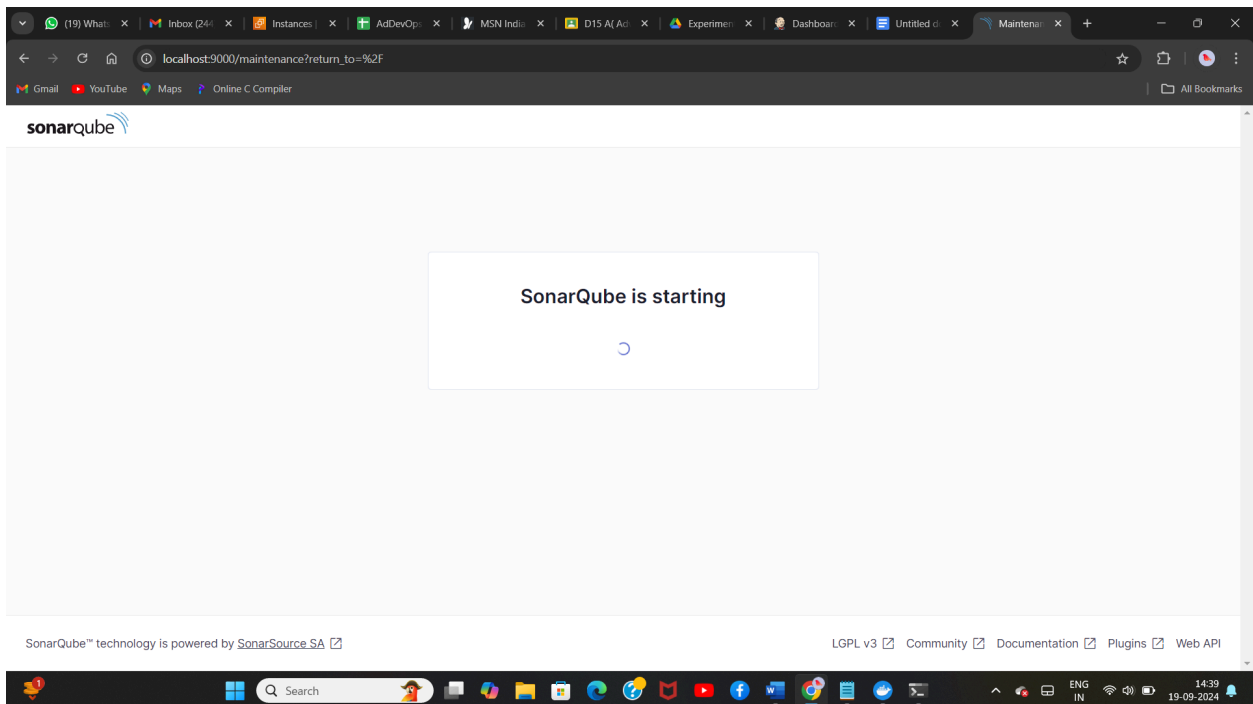 (19) Whats
Inbox (244
Instances |
AdDevOps
MSN India
D15 A( Ad
Experimen
Dashboard
Untitled d
Maintenan
localhost:9000/maintenance?return_to=%2F
Gmail YouTube Maps Online C Compiler All Bookmarks
sonarqube
SonarQube is starting
SonarQube™ technology is powered by SonarSource SA LGPL v3 Community Documentation Plugins Web API
1 Search ENG 14:39
IN 19-09-2024